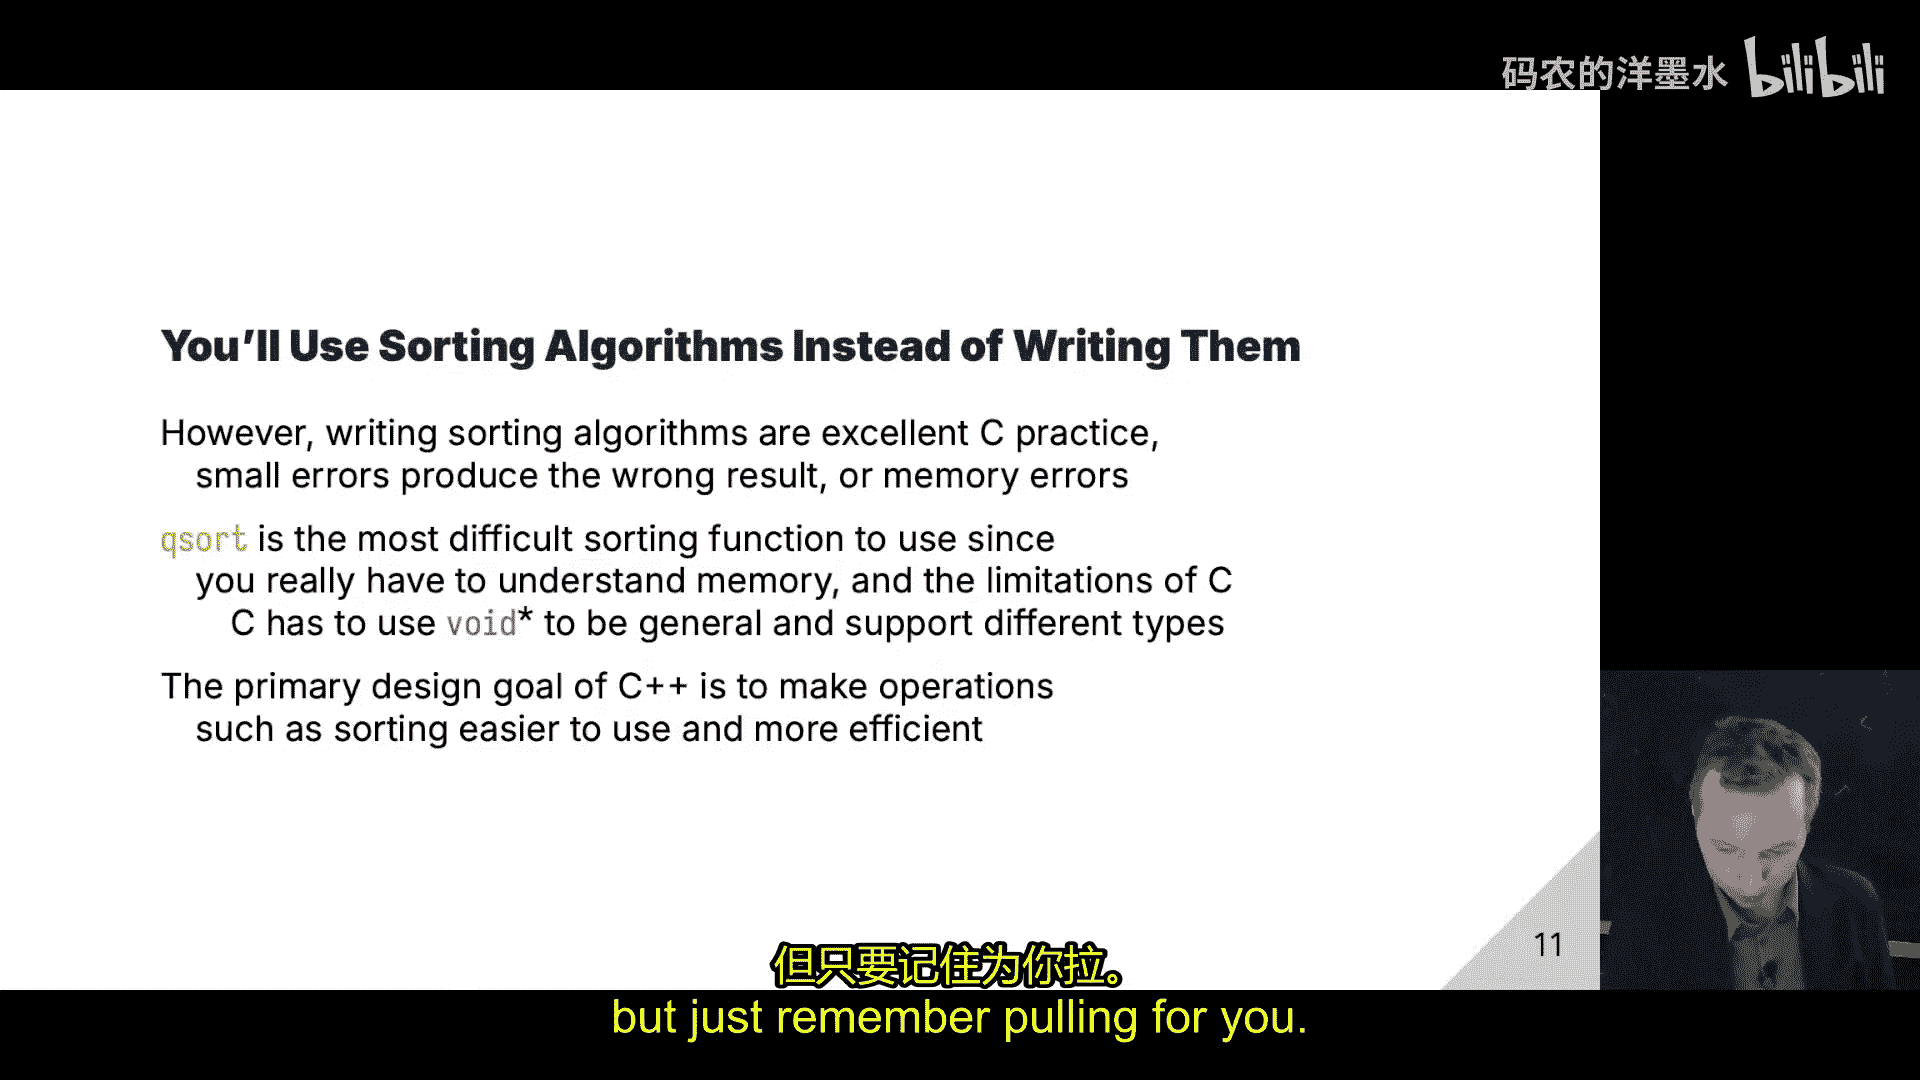 码农的洋墨水 bilibili
You’ll Use Sorting Algorithms Instead of Writing Them
However, writing sorting algorithms are excellent C practice,
small errors produce the wrong result, or memory errors
qsort is the most difficult sorting function to use since
you really have to understand memory, and the limitations of C
C has to use void* to be general and support different types
The primary design goal of C++ is to make operations
such as sorting easier to use and more efficient
11
但只要记住为你拉。
but just remember pulling for you.